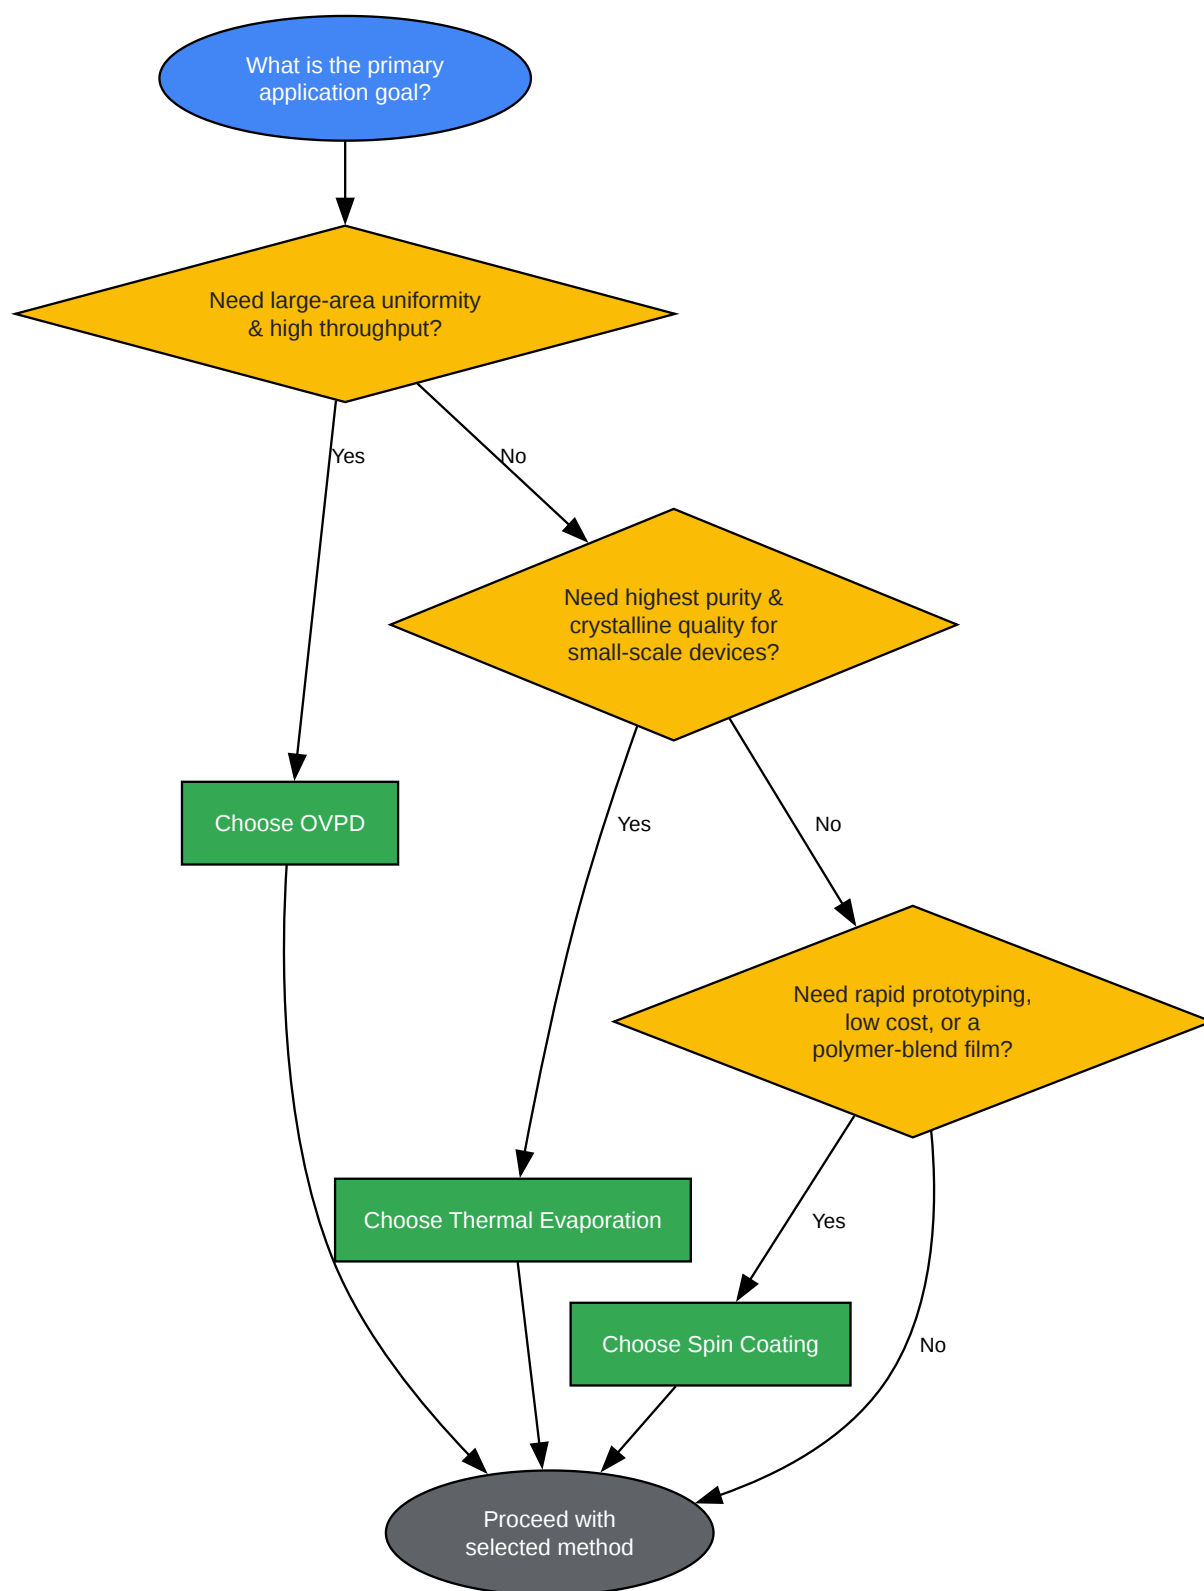 What is the primary
application goal?
Need large-area uniformity
& high throughput?
Yes
No
Need highest purity &
crystalline quality for
small-scale devices?
Choose OVPD
Yes
No
Need rapid prototyping,
low cost, or a
polymer-blend film?
Choose Thermal Evaporation
Yes
Choose Spin Coating
No
Proceed with
selected method